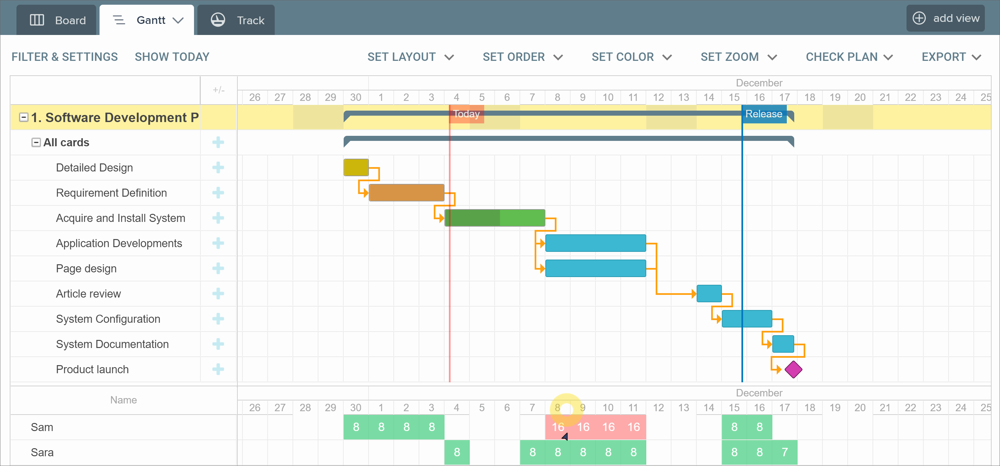 Board Gantt Track add view
FILTER & SETTINGS SHOW TODAY SET LAYOUT SET ORDER SET COLOR SET ZOOM CHECK PLAN EXPORT
December
+/-
26 27 28 29 30 1 2 3 4 5 6 7 8 9 10 11 12 13 14 15 16 17 18 19 20 21 22 23 24 25
1. Software Development P Today Release
All cards
Detailed Design
Requirement Definition
Acquire and Install System
Application Developments
Page design
Article review
System Configuration
System Documentation
Product launch
December
Name
26 27 28 29 30 1 2 3 4 5 6 7 8 9 10 11 12 13 14 15 16 17 18 19 20 21 22 23 24 25
Sam 8 8 8 8 16 16 16 16 8 8
Sara 8 8 8 8 8 8 8 8 7